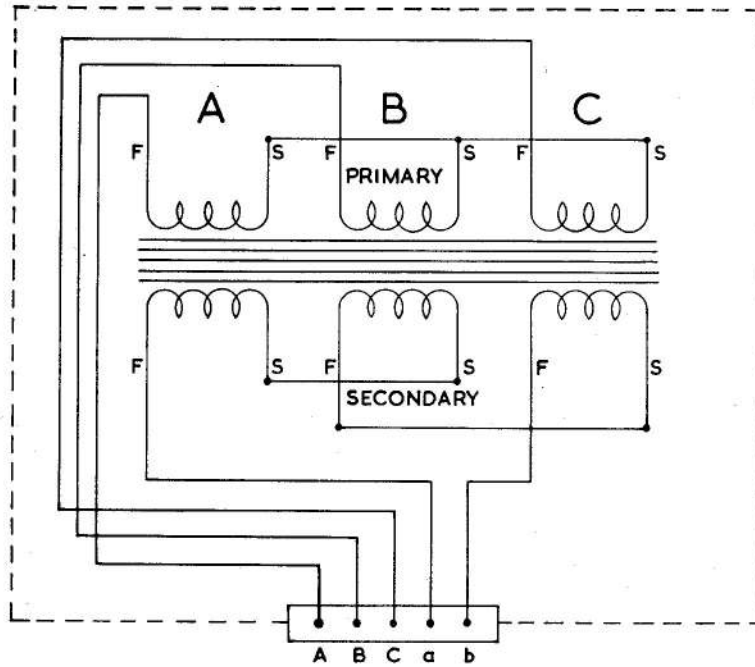 A B C
F S F S F S
PRIMARY
F S F S F S
SECONDARY
A B C a b